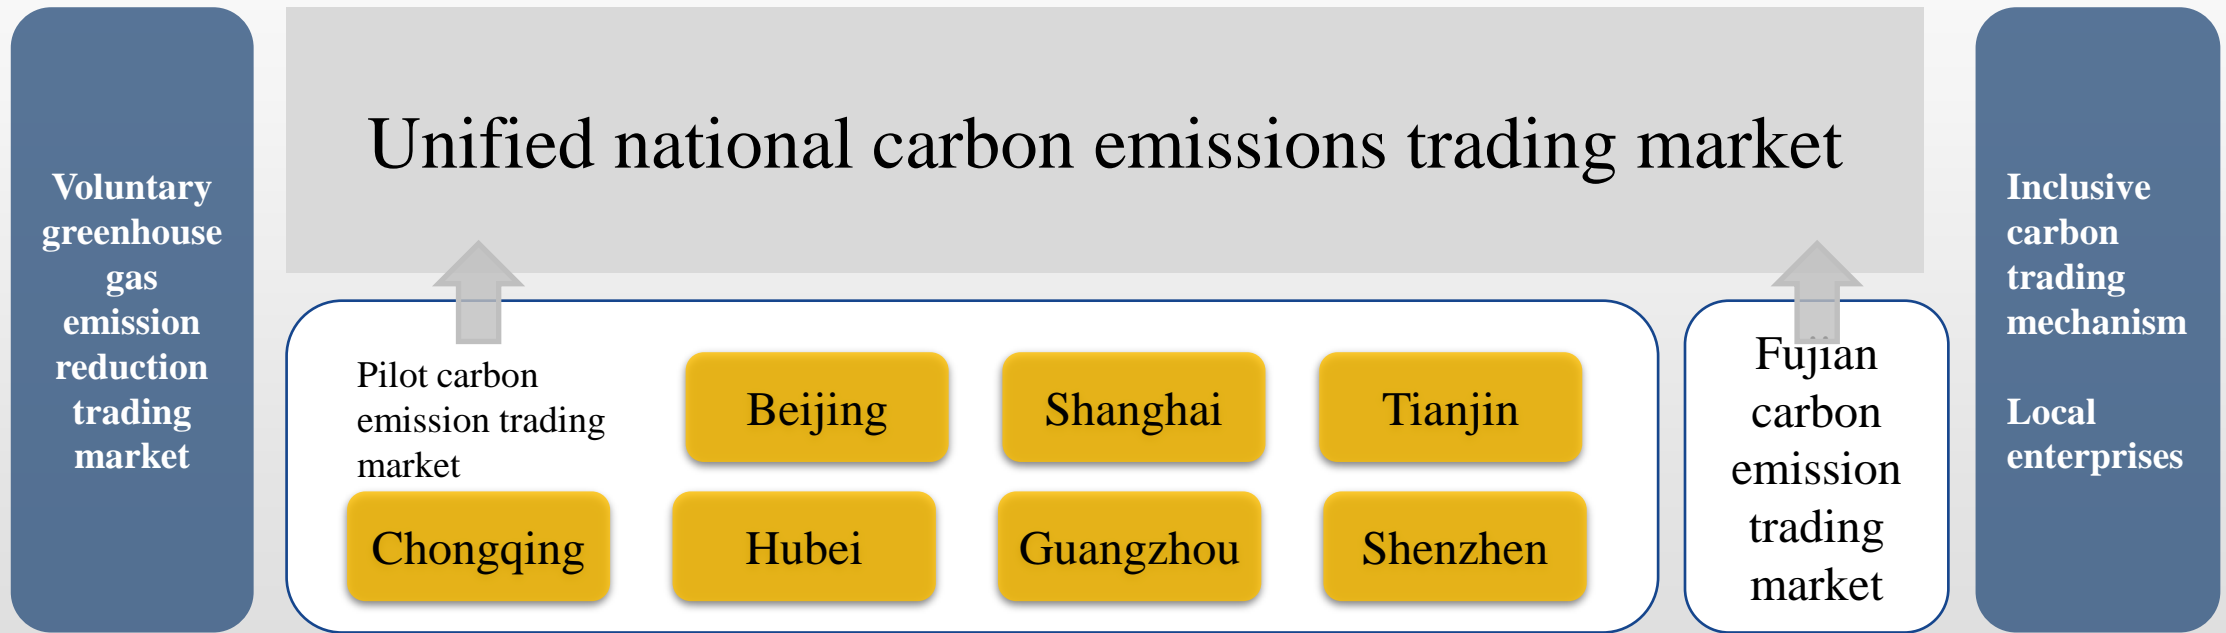 Voluntary
greenhouse
gas
emission
reduction
trading
market
Unified national carbon emissions trading market
Pilot carbon
emission trading
market
Beijing
Shanghai
Tianjin
Chongqing
Hubei
Guangzhou
Shenzhen
Fujian
carbon
emission
trading
market
Inclusive
carbon
trading
mechanism
Local
enterprises